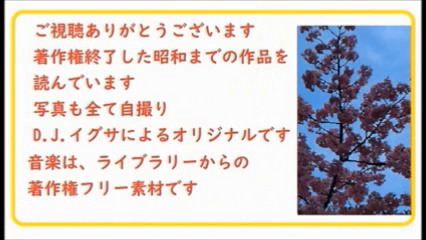 ご視聴ありがとうございます
著作権終了した昭和までの作品を
読んでいます
写真も全て自撮り
D.J.イグサによるオリジナルです
音楽は、ライブラリーからの
著作権フリー素材です